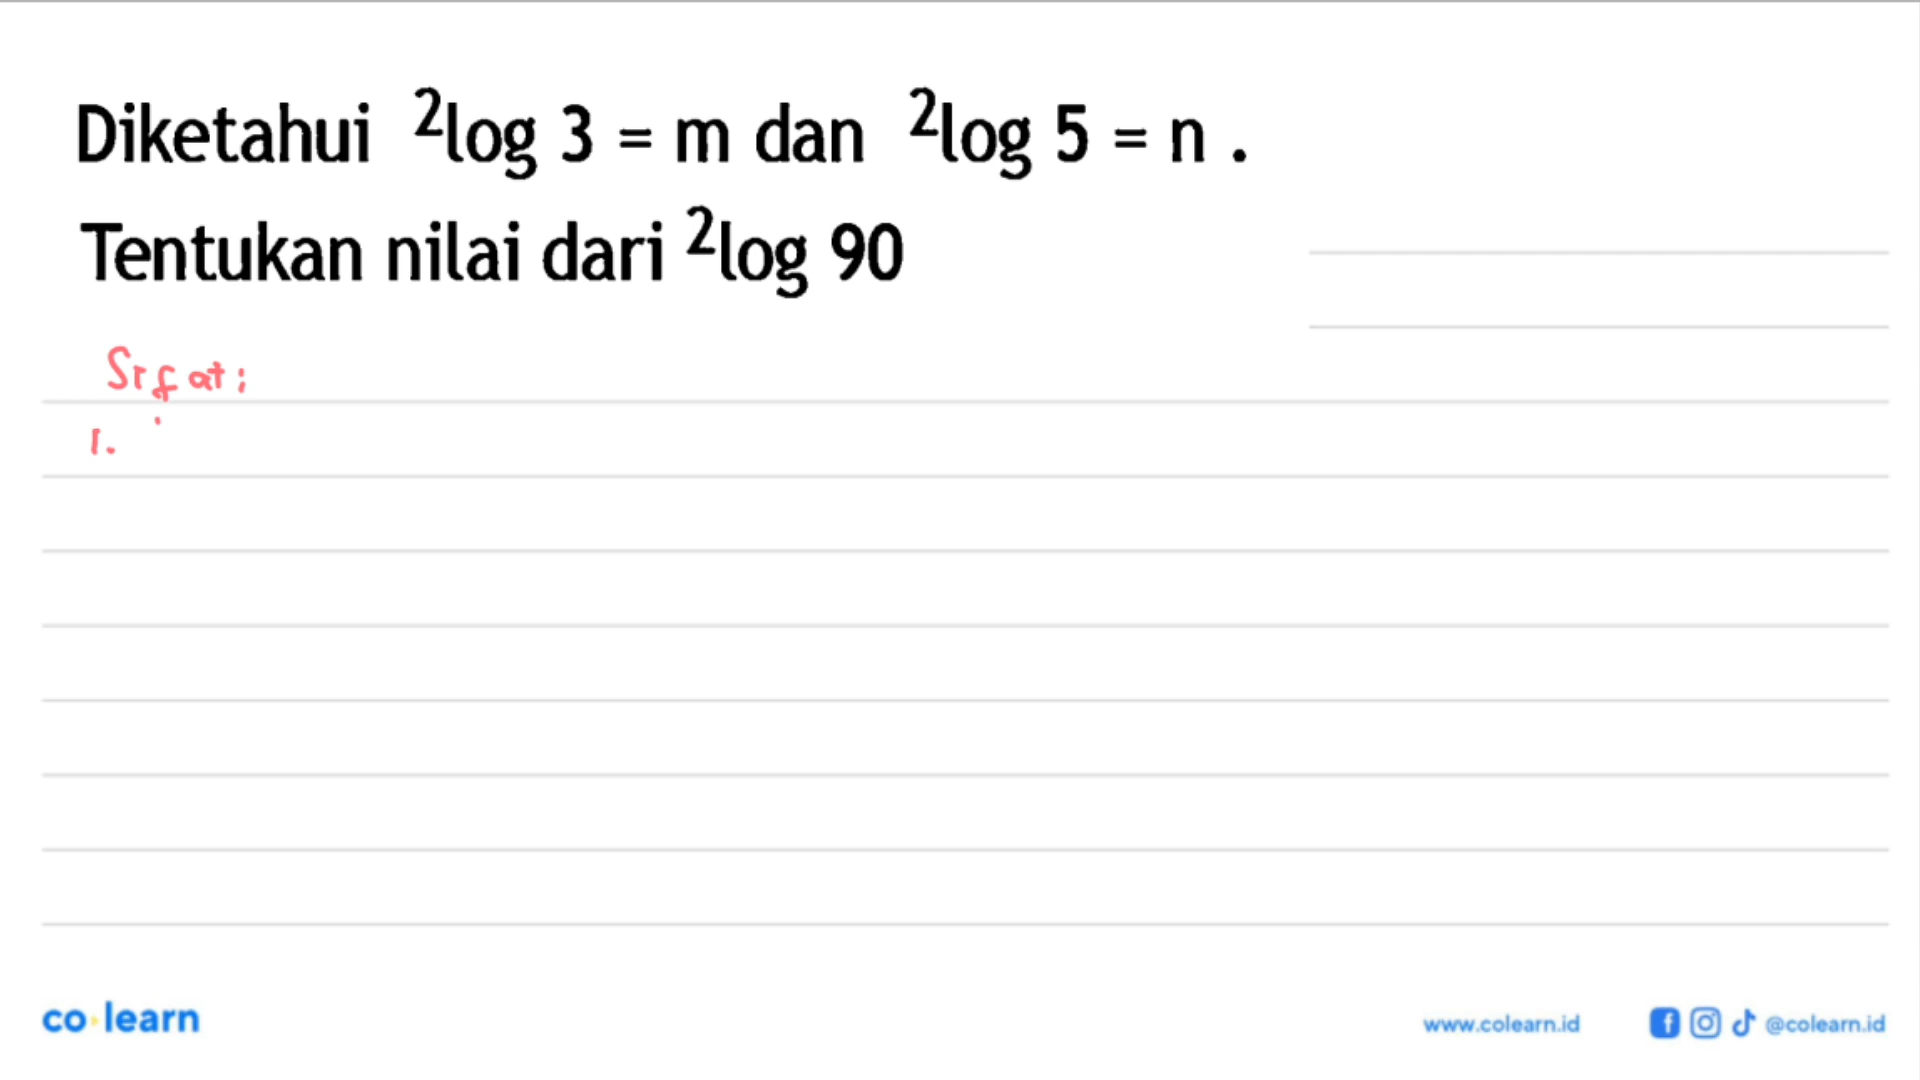 Diketahui ²log 3 = m dan ²log 5 = n .
Tentukan nilai dari ²log 90
Sifat:
1.
co learn
www.colearn.id @colearn.id